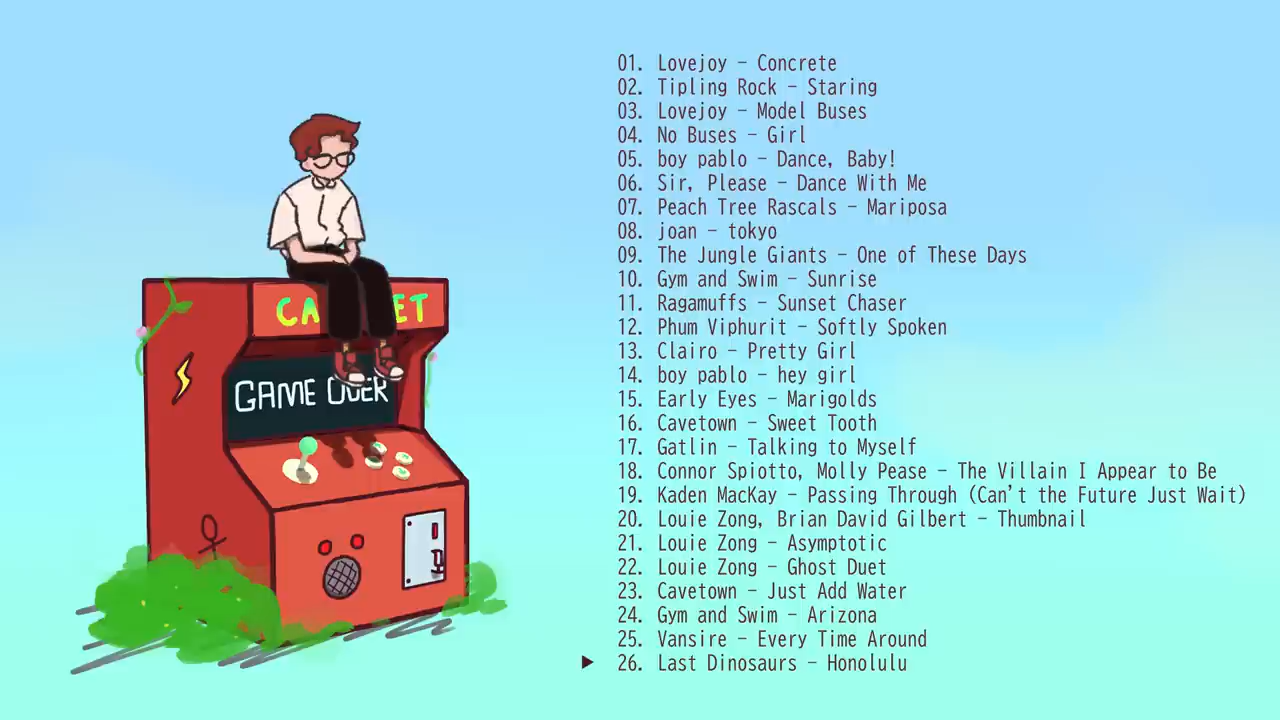 CA ET
GAME OVER
01. Lovejoy - Concrete
02. Tipling Rock - Staring
03. Lovejoy - Model Buses
04. No Buses - Girl
05. boy pablo - Dance, Baby!
06. Sir, Please - Dance With Me
07. Peach Tree Rascals - Mariposa
08. joan - tokyo
09. The Jungle Giants - One of These Days
10. Gym and Swim - Sunrise
11. Ragamuffs - Sunset Chaser
12. Phum Viphurit - Softly Spoken
13. Clairo - Pretty Girl
14. boy pablo - hey girl
15. Early Eyes - Marigolds
16. Cavetown - Sweet Tooth
17. Gatlin - Talking to Myself
18. Connor Spiotto, Molly Pease - The Villain I Appear to Be
19. Kaden MacKay - Passing Through (Can't the Future Just Wait)
20. Louie Zong, Brian David Gilbert - Thumbnail
21. Louie Zong - Asymptotic
22. Louie Zong - Ghost Duet
23. Cavetown - Just Add Water
24. Gym and Swim - Arizona
25. Vansire - Every Time Around
26. Last Dinosaurs - Honolulu